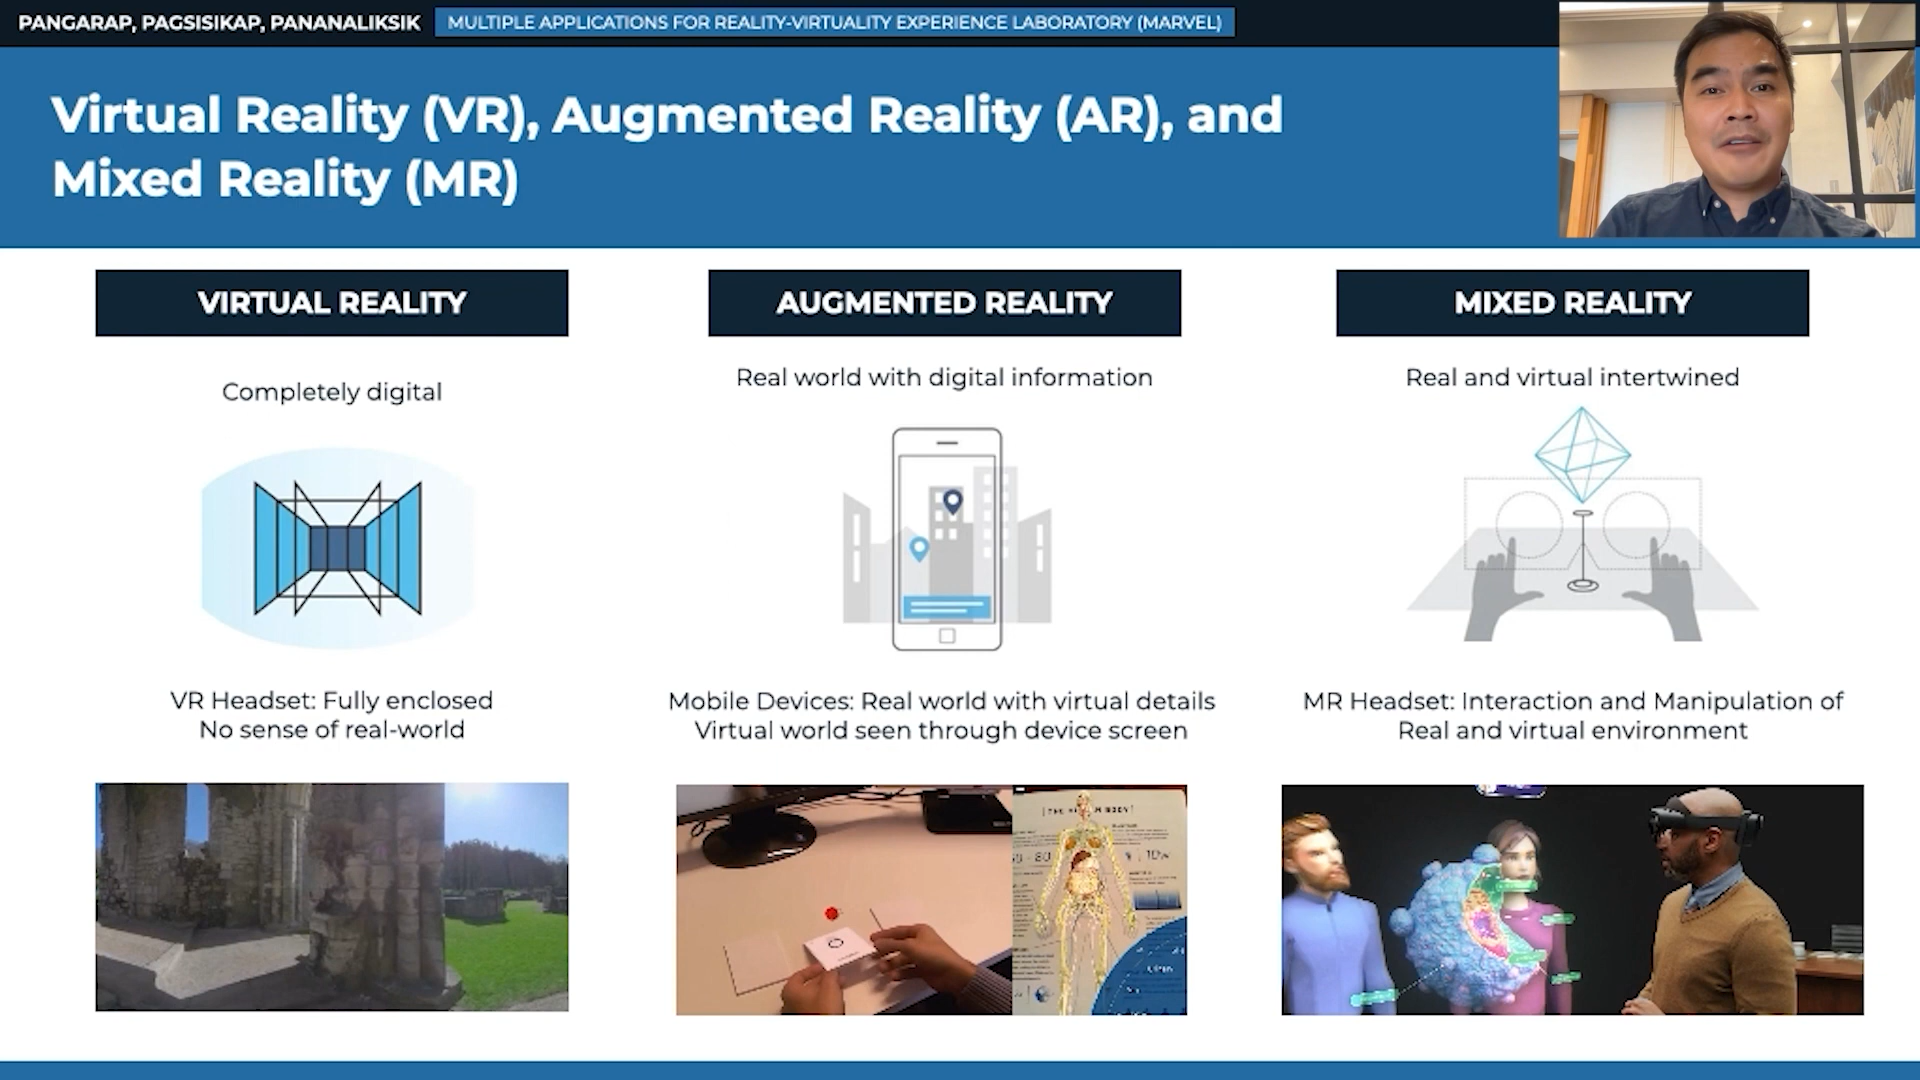 PANGARAP, PAGSISIKAP, PANANALIKSIK
MULTIPLE APPLICATIONS FOR REALITY-VIRTUALITY EXPERIENCE LABORATORY (MARVEL)
Virtual Reality (VR), Augmented Reality (AR), and
Mixed Reality (MR)
VIRTUAL REALITY
Completely digital
VR Headset: Fully enclosed
No sense of real-world
AUGMENTED REALITY
Real world with digital information
Mobile Devices: Real world with virtual details
Virtual world seen through device screen
MIXED REALITY
Real and virtual intertwined
MR Headset: Interaction and Manipulation of
Real and virtual environment